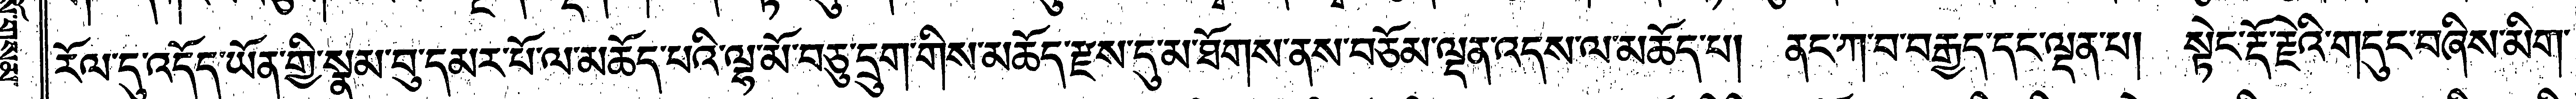 རོལ་དུ་འདོད་ཡོན་གྱི་སྣམ་བུ་དམར་པོ་ལ་མཆོད་པའི་ལྷ་མོ་བཅུ་དྲུག་གིས་མཆོད་རྫས་དུ་མ་ཐོགས་ནས་བཅོམ་ལྡན་འདས་ལ་མཆོད་པ། ནང་ཀ་བ་བརྒྱད་དང་ལྡན་པ། སྟེང་རྡོ་རྗེའི་གདུང་བཞིས་མིག་